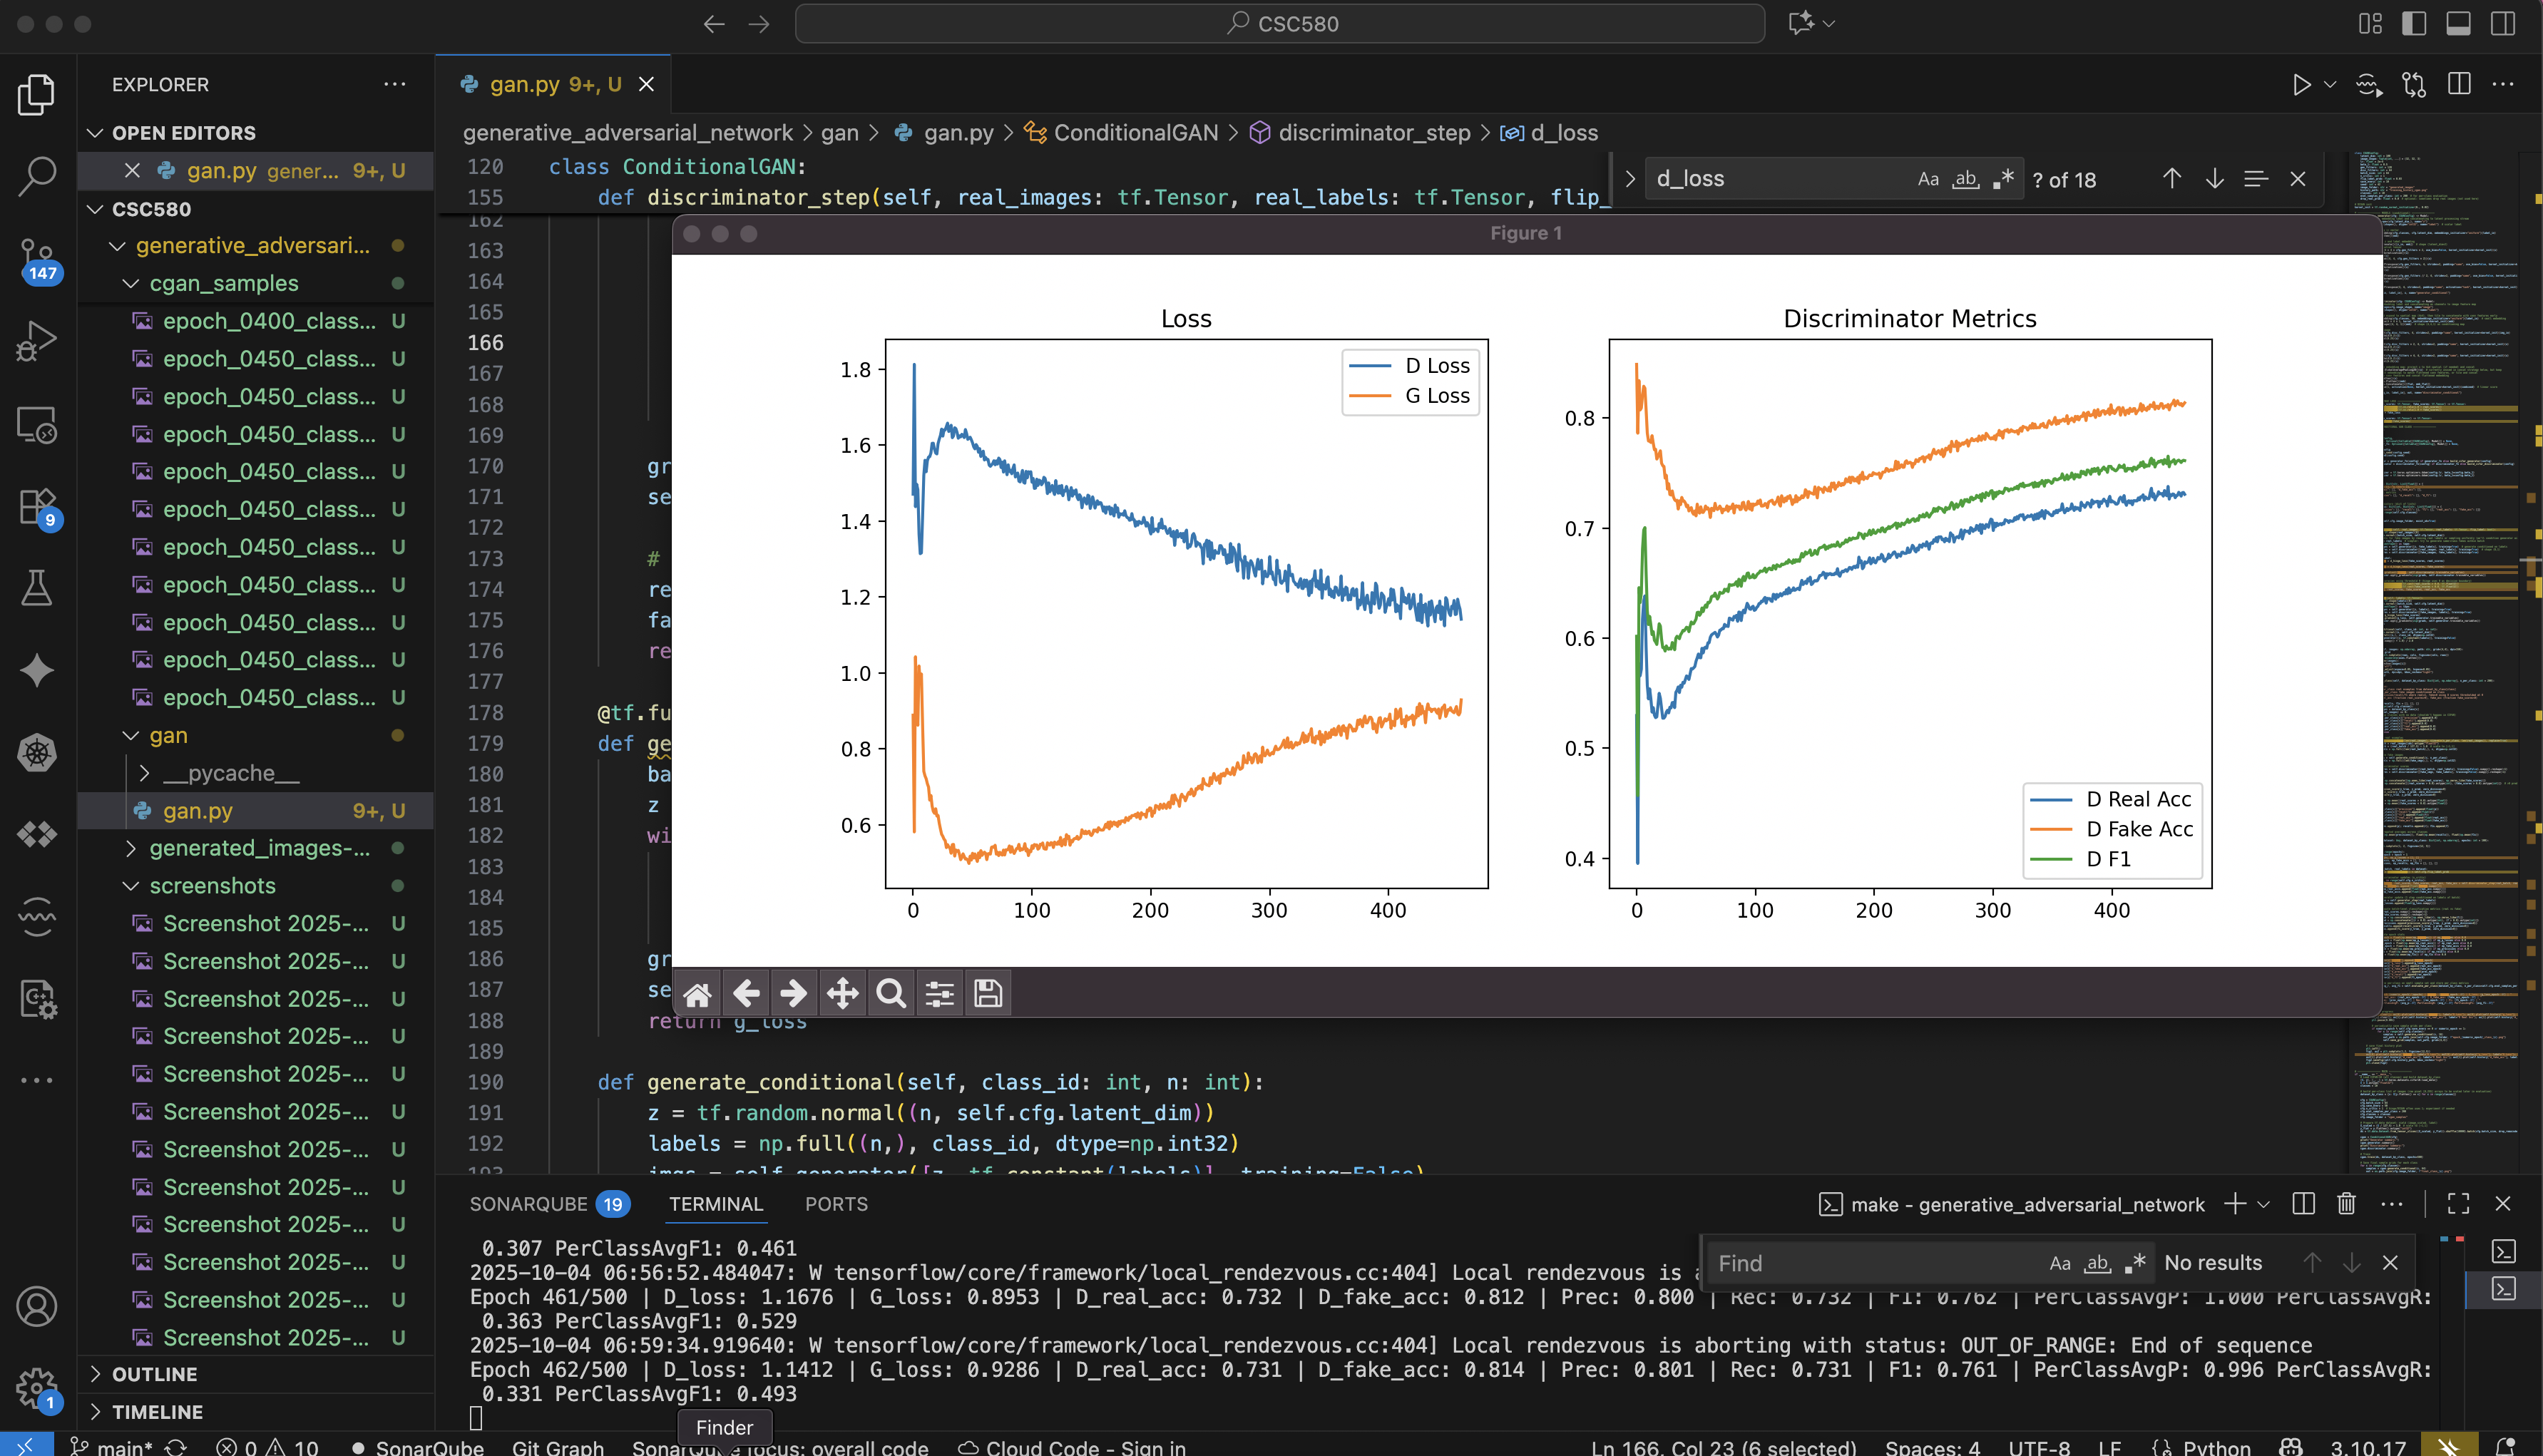 CSC580
EXPLORER
OPEN EDITORS
gan.py gener... 9+, U
CSC580
generative_adversari...
cgan_samples
epoch_0400_class... U
epoch_0450_class... U
epoch_0450_class... U
epoch_0450_class... U
epoch_0450_class... U
epoch_0450_class... U
epoch_0450_class... U
epoch_0450_class... U
epoch_0450_class... U
epoch_0450_class... U
epoch_0450_class... U
gan
__pycache__
gan.py 9+, U
generated_images-...
screenshots
Screenshot 2025-... U
Screenshot 2025-... U
Screenshot 2025-... U
Screenshot 2025-... U
Screenshot 2025-... U
Screenshot 2025-... U
Screenshot 2025-... U
Screenshot 2025-... U
Screenshot 2025-... U
Screenshot 2025-... U
Screenshot 2025-... U
Screenshot 2025-... U
OUTLINE
TIMELINE
147
9
1
gan.py 9+, U
generative_adversarial_network > gan > gan.py > ConditionalGAN > discriminator_step > d_loss
120 class ConditionalGAN:
155 def discriminator_step(self, real_images: tf.Tensor, real_labels: tf.Tensor, flip_
d_loss Aa ab .* ? of 18
162
163
164
165
166
167
168
169
170 gr
171 se
172
173 #
174 re
175 fa
176 re
177
178 @tf.fu
179 def ge
180 ba
181 z
182 wi
183
184
185
186 gr
187 se
188 return g_loss
189
190 def generate_conditional(self, class_id: int, n: int):
191 z = tf.random.normal((n, self.cfg.latent_dim))
192 labels = np.full((n,), class_id, dtype=np.int32)
193 imgs = self.generator([z, tf.constant(labels)], training=False)
Figure 1
Loss
D Loss
G Loss
1.8
1.6
1.4
1.2
1.0
0.8
0.6
0 100 200 300 400
Discriminator Metrics
0.8
0.7
0.6
0.5
0.4
D Real Acc
D Fake Acc
D F1
0 100 200 300 400
SONARQUBE 19 TERMINAL PORTS
make - generative_adversarial_network
Find Aa ab .* No results
0.307 PerClassAvgF1: 0.461
2025-10-04 06:56:52.484047: W tensorflow/core/framework/local_rendezvous.cc:404] Local rendezvous is a
Epoch 461/500 | D_loss: 1.1676 | G_loss: 0.8953 | D_real_acc: 0.732 | D_fake_acc: 0.812 | Prec: 0.800 | Rec: 0.732 | F1: 0.762 | PerClassAvgP: 1.000 PerClassAvgR:
0.363 PerClassAvgF1: 0.529
2025-10-04 06:59:34.919640: W tensorflow/core/framework/local_rendezvous.cc:404] Local rendezvous is aborting with status: OUT_OF_RANGE: End of sequence
Epoch 462/500 | D_loss: 1.1412 | G_loss: 0.9286 | D_real_acc: 0.731 | D_fake_acc: 0.814 | Prec: 0.801 | Rec: 0.731 | F1: 0.761 | PerClassAvgP: 0.996 PerClassAvgR:
0.331 PerClassAvgF1: 0.493
Finder
main* 0 10 SonarQube Git Graph SonarQube focus: overall code Cloud Code - Sign in
Ln 166, Col 23 (6 selected) Spaces: 4 UTF-8 LF {} Python 3.10.17